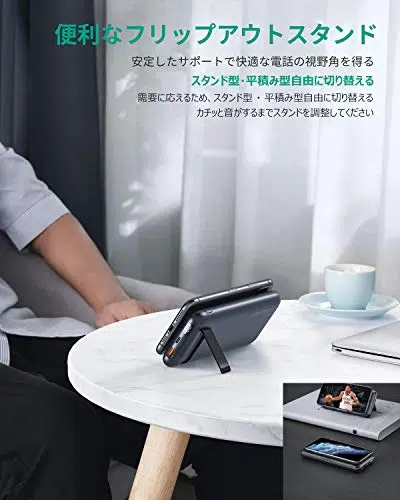 便利なフリップアウトスタンド
安定したサポートで快適な電話の視野角を得る
スタンド型・平積み型自由に切り替える
需要に応えるため、スタンド型 ・ 平積み型自由に切り替える
カチッと音がするまでスタンドを調整してください